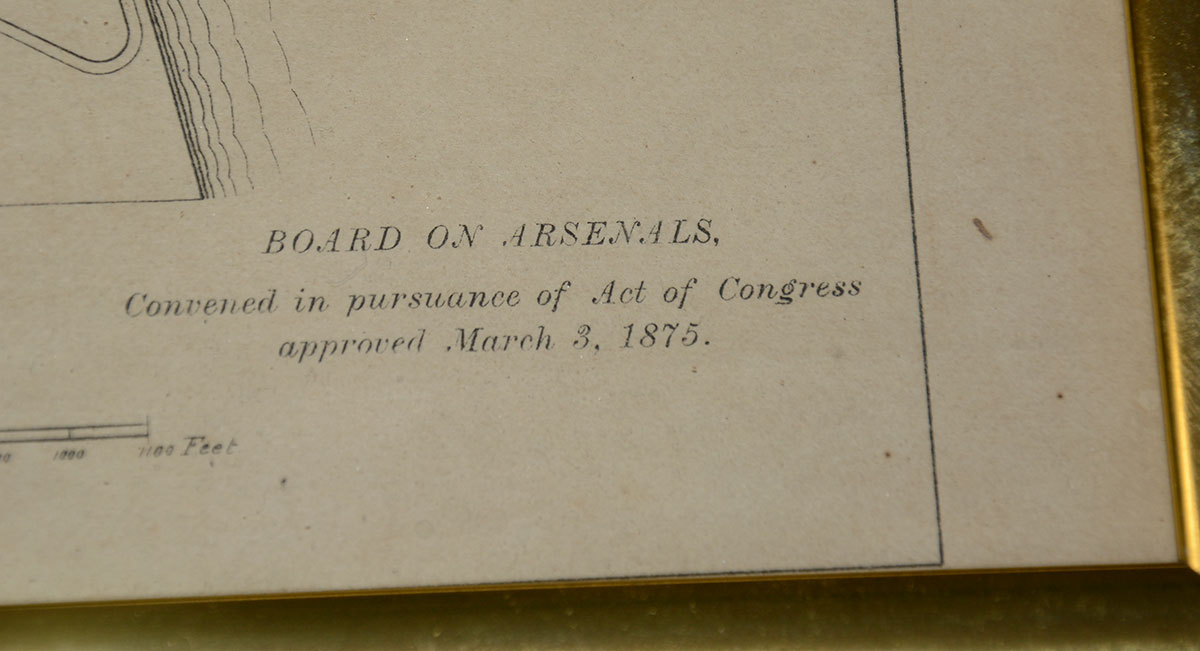 BOARD ON ARSENALS,
Convened in pursuance of Act of Congress
approved March 3, 1875.
1000 1100 Feet